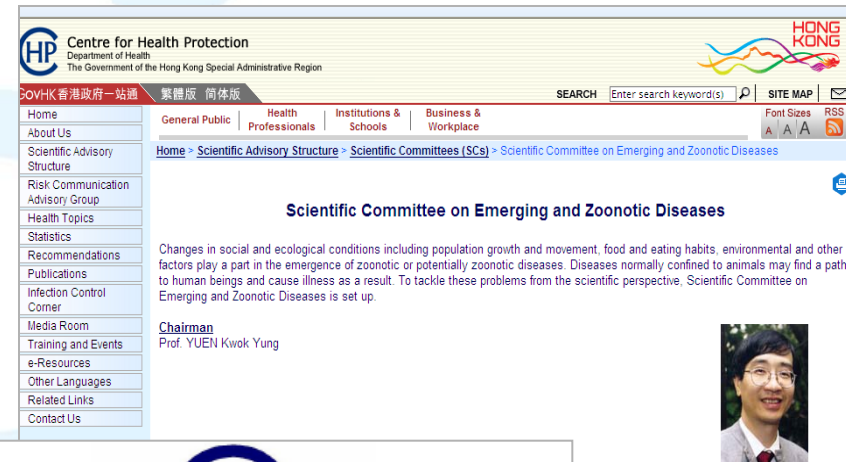 HONG
KONG
CHP
Centre for Health Protection
Department of Health
The Government of the Hong Kong Special Administrative Region
GovHK香港政府一站通 繁體版 简体版
SEARCH Enter search keyword(s) SITE MAP
General Public | Health Professionals | Institutions & Schools | Business & Workplace
Font Sizes RSS
A A A
Home
About Us
Scientific Advisory
Structure
Risk Communication
Advisory Group
Health Topics
Statistics
Recommendations
Publications
Infection Control
Corner
Media Room
Training and Events
e-Resources
Other Languages
Related Links
Contact Us
Home > Scientific Advisory Structure > Scientific Committees (SCs) > Scientific Committee on Emerging and Zoonotic Diseases
Scientific Committee on Emerging and Zoonotic Diseases
Changes in social and ecological conditions including population growth and movement, food and eating habits, environmental and other
factors play a part in the emergence of zoonotic or potentially zoonotic diseases. Diseases normally confined to animals may find a path
to human beings and cause illness as a result. To tackle these problems from the scientific perspective, Scientific Committee on
Emerging and Zoonotic Diseases is set up.
Chairman
Prof. YUEN Kwok Yung